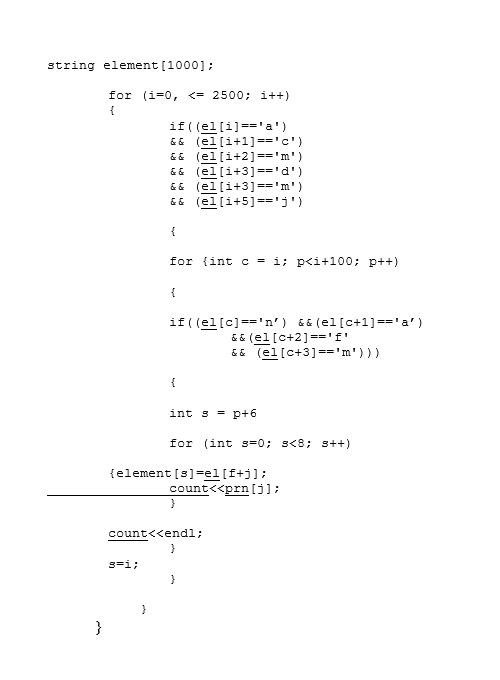 string element[1000];
for (i=0, <= 2500; i++)
{
if((el[i]=='a')
&& (el[i+1]=='c')
&& (el[i+2]=='m')
&& (el[i+3]=='d')
&& (el[i+3]=='m')
&& (el[i+5]=='j')
{
for {int c = i; p<i+100; p++)
{
if((el[c]=='n’) &&(el[c+1]=='a’)
&&(el[c+2]=='f'
&& (el[c+3]=='m')))
{
int s = p+6
for (int s=0; s<8; s++)
{element[s]=el[f+j];
count<<prn[j];
}
count<<endl;
}
s=i;
}
}
}